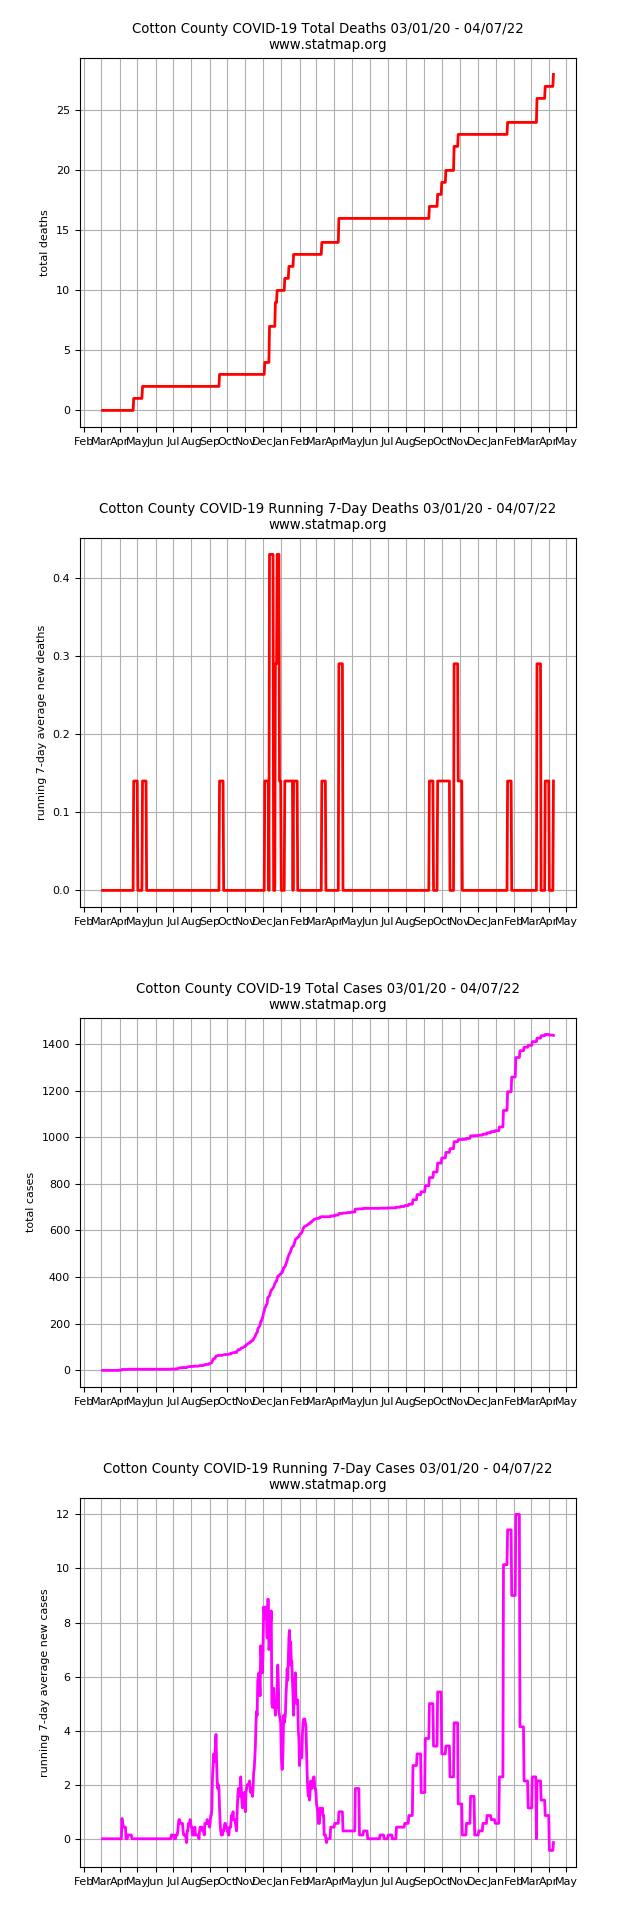 Cotton County COVID-19 Total Deaths 03/01/20 - 04/07/22
www.statmap.org
total deaths
25
20
15
10
5
0
Feb Mar Apr May Jun Jul Aug Sep Oct Nov Dec Jan Feb Mar Apr May Jun Jul Aug Sep Oct Nov Dec Jan Feb Mar Apr May
Cotton County COVID-19 Running 7-Day Deaths 03/01/20 - 04/07/22
www.statmap.org
running 7-day average new deaths
0.4
0.3
0.2
0.1
0.0
Feb Mar Apr May Jun Jul Aug Sep Oct Nov Dec Jan Feb Mar Apr May Jun Jul Aug Sep Oct Nov Dec Jan Feb Mar Apr May
Cotton County COVID-19 Total Cases 03/01/20 - 04/07/22
www.statmap.org
total cases
1400
1200
1000
800
600
400
200
0
Feb Mar Apr May Jun Jul Aug Sep Oct Nov Dec Jan Feb Mar Apr May Jun Jul Aug Sep Oct Nov Dec Jan Feb Mar Apr May
Cotton County COVID-19 Running 7-Day Cases 03/01/20 - 04/07/22
www.statmap.org
running 7-day average new cases
12
10
8
6
4
2
0
Feb Mar Apr May Jun Jul Aug Sep Oct Nov Dec Jan Feb Mar Apr May Jun Jul Aug Sep Oct Nov Dec Jan Feb Mar Apr May